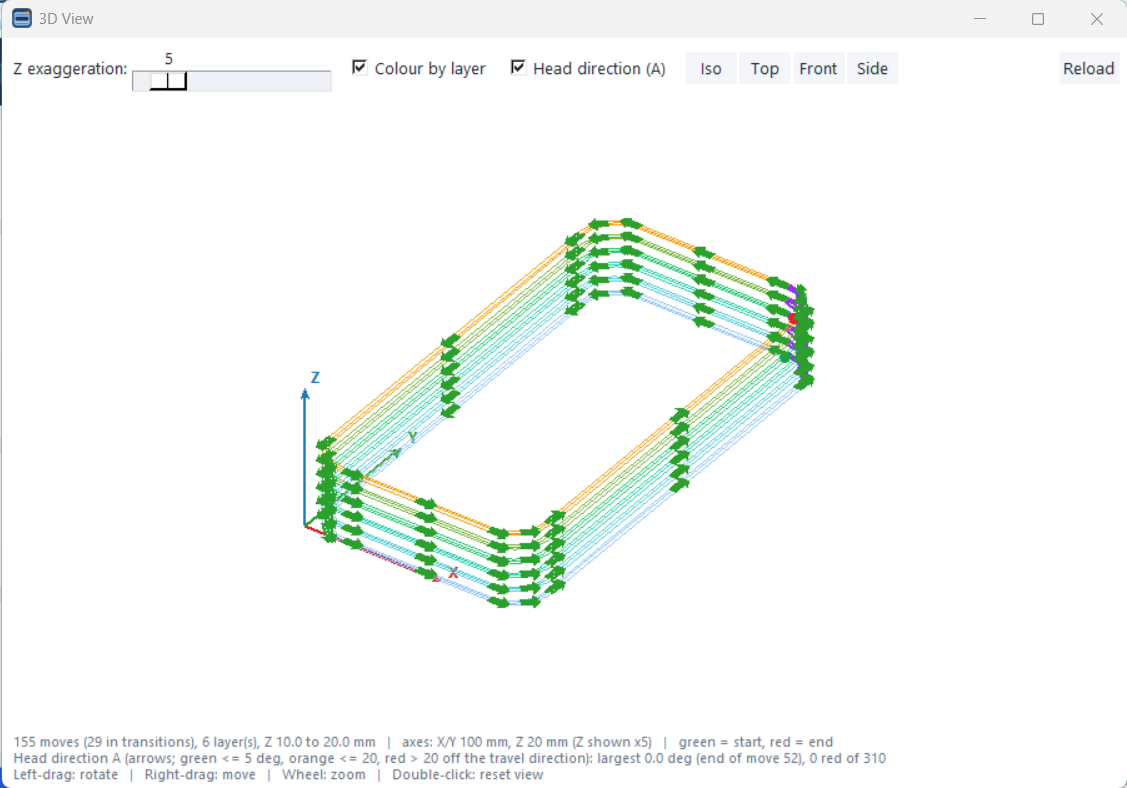 3D View
5
Z exaggeration:
Colour by layer
Head direction (A)
Iso
Top
Front
Side
Reload
Z
Y
X
155 moves (29 in transitions), 6 layer(s), Z 10.0 to 20.0 mm | axes: X/Y 100 mm, Z 20 mm (Z shown x5) | green = start, red = end
Head direction A (arrows; green <= 5 deg, orange <= 20, red > 20 off the travel direction): largest 0.0 deg (end of move 52), 0 red of 310
Left-drag: rotate | Right-drag: move | Wheel: zoom | Double-click: reset view